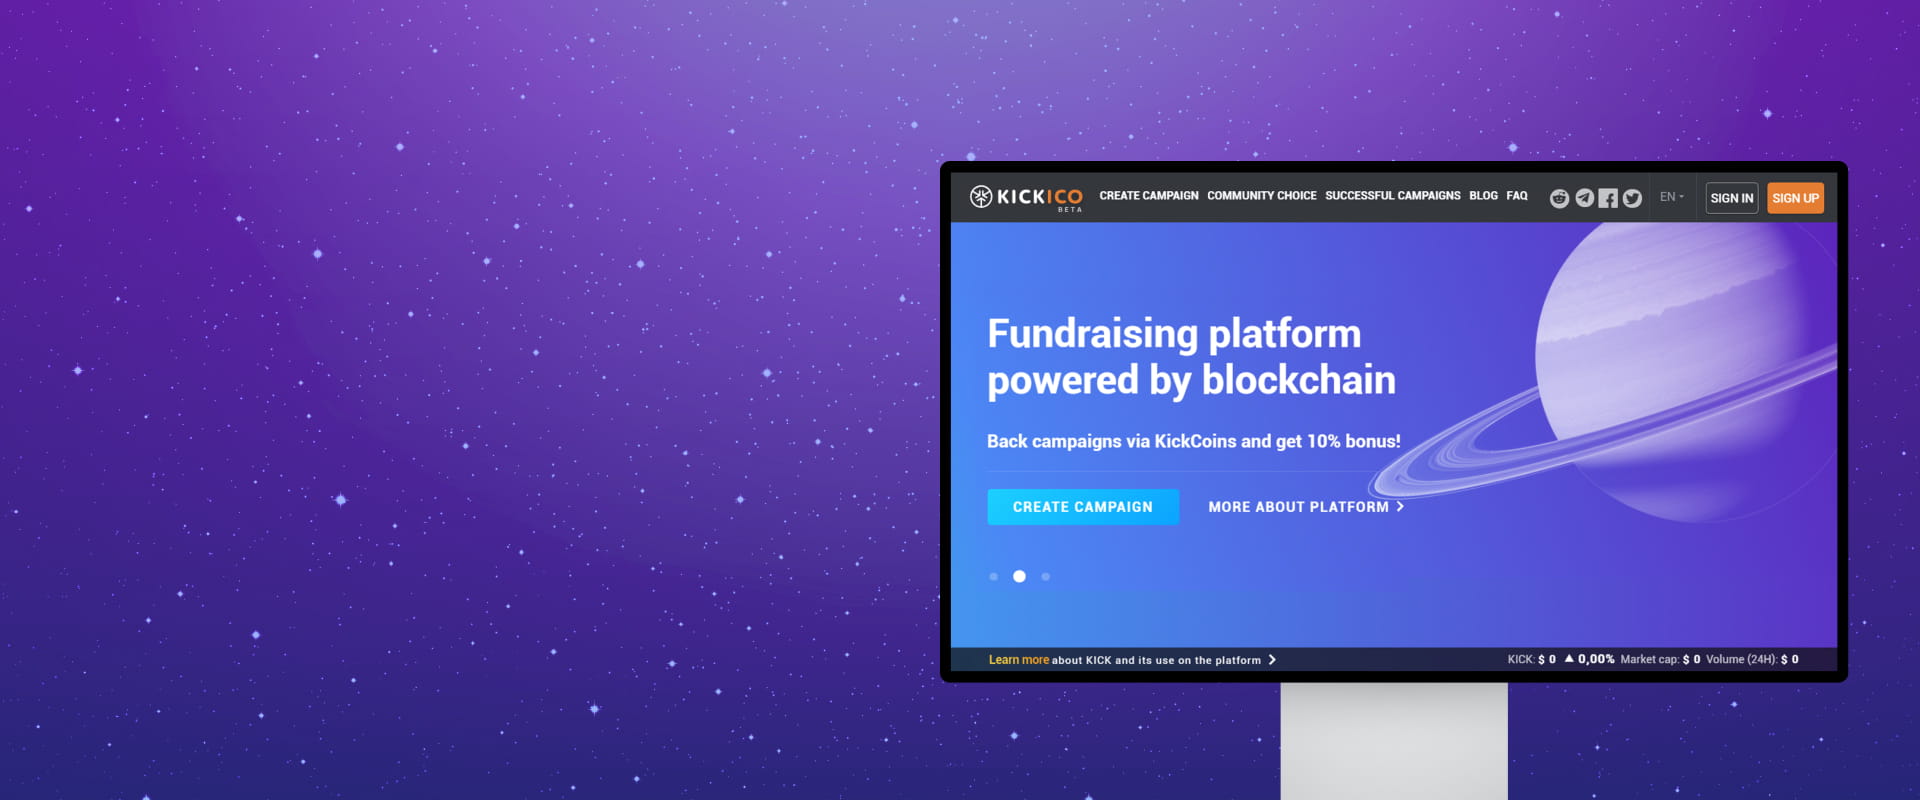 KICKICO
BETA
CREATE CAMPAIGN COMMUNITY CHOICE SUCCESSFUL CAMPAIGNS BLOG FAQ
EN
SIGN IN
SIGN UP
Fundraising platform
powered by blockchain
Back campaigns via KickCoins and get 10% bonus!
CREATE CAMPAIGN
MORE ABOUT PLATFORM
Learn more about KICK and its use on the platform
KICK: $ 0 ▲ 0,00% Market cap: $ 0 Volume (24H): $ 0